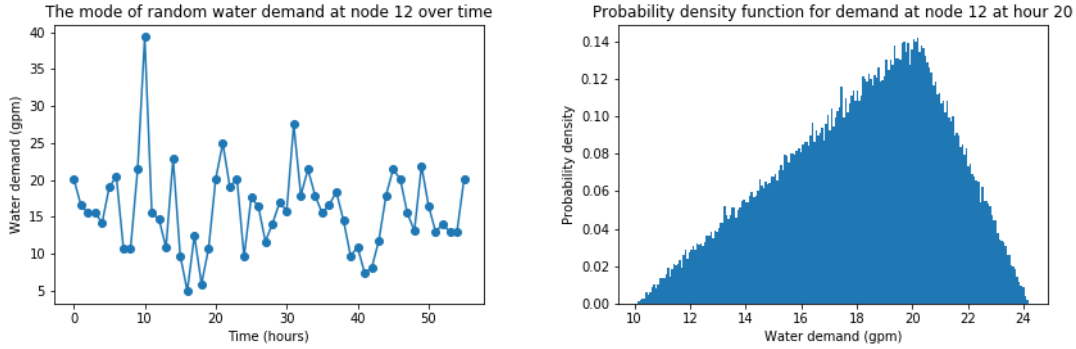 The mode of random water demand at node 12 over time
40
35
30
25
20
15
10
5
Water demand (gpm)
0 10 20 30 40 50
Time (hours)
Probability density function for demand at node 12 at hour 20
0.14
0.12
0.10
0.08
0.06
0.04
0.02
0.00
Probability density
10 12 14 16 18 20 22 24
Water demand (gpm)